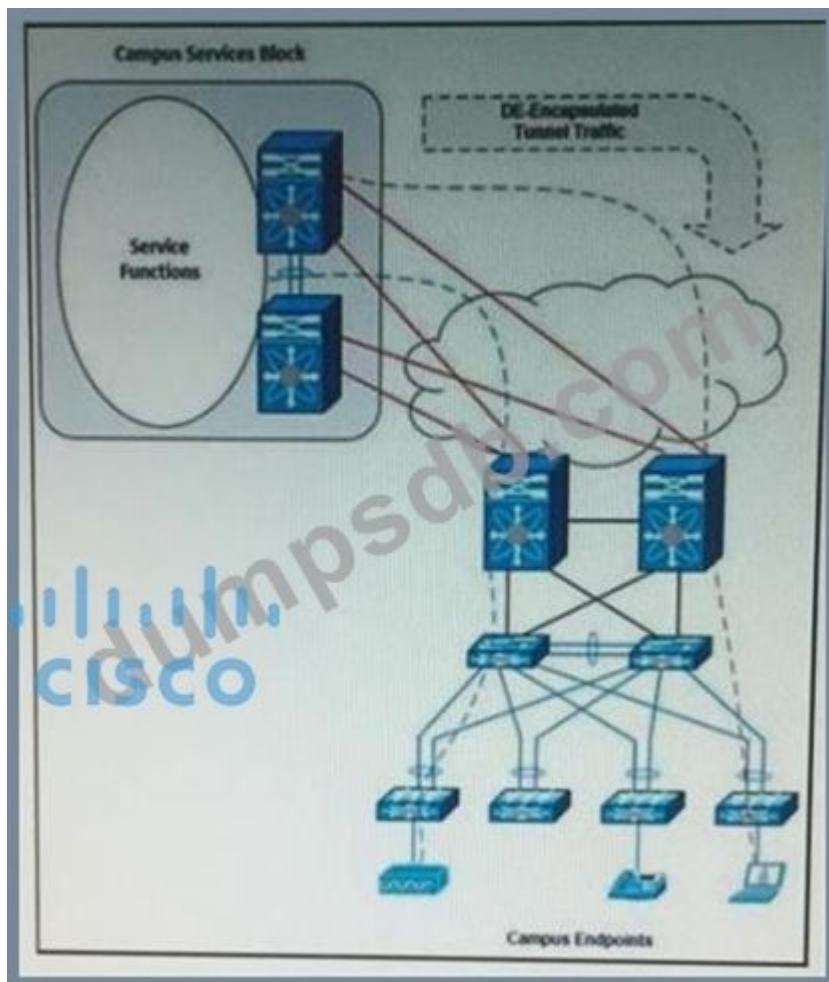 Campus Services Block
DE-Encapsulated
Tunnel Traffic
Service
Functions
dumpsdb.com
CISCO
Campus Endpoints